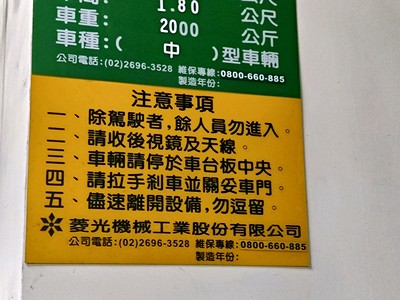 1.80 公尺
車重: 2000 公斤
車種:( 中 )型車輛
公司電話:(02)2696-3528 維保專線:0800-660-885
製造年份:
注意事項
一、除駕駛者,餘人員勿進入。
二、請收後視鏡及天線。
三、車輛請停於車台板中央。
四、請拉手剎車並關妥車門。
五、儘速離開設備,勿逗留。
菱光機械工業股份有限公司
公司電話:(02)2696-3528 維保專線:0800-660-885
製造年份: